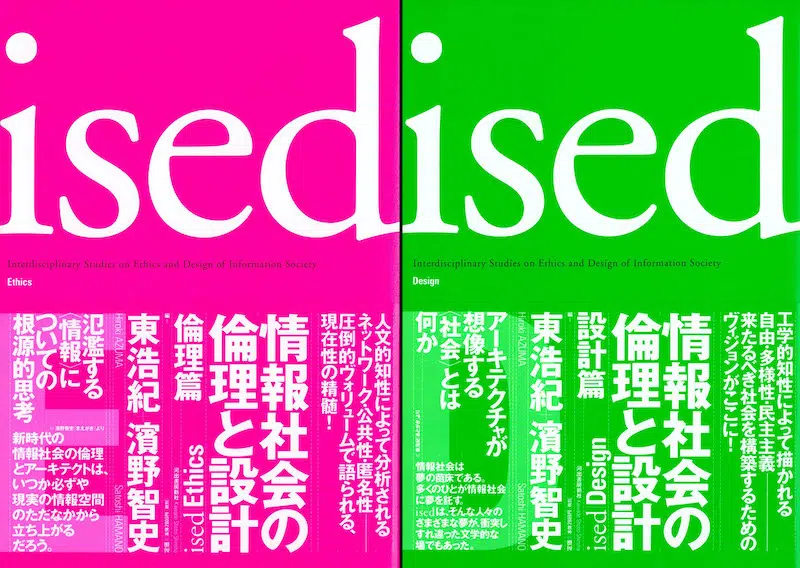 ised
Interdisciplinary Studies on Ethics and Design of Information Society
Ethics
人文的知性によって分析される
ネットワーク、公共性・匿名性――
圧倒的ヴォリュームで語られる、
現在性の精髄!
情報社会の
倫理と設計
倫理篇
ised Ethics
東浩紀 濱野智史
Hiroki AZUMA
Satoshi HAMANO
氾濫する
〈情報〉に
ついての
根源的思考
新時代の
情報社会の倫理
とアーキテクトは、
いつか必ずや
現実の情報空間
のただなかから
立ち上がる
だろう。
ised
Interdisciplinary Studies on Ethics and Design of Information Society
Design
工学的知性によって描かれる
自由・多様性・民主主義――
来たるべき社会を構築するための
ヴィジョンがここに!
情報社会の
倫理と設計
設計篇
ised Design
東浩紀 濱野智史
Hiroki AZUMA
Satoshi HAMANO
アーキテクチャが
想像する
〈社会〉とは
何か
情報社会は
夢の菌床である。
多くのひとが情報社会
に夢を託す。
isedは、そんな人々の
さまざまな夢が、衝突し
すれ違った文学的な
場でもあった。